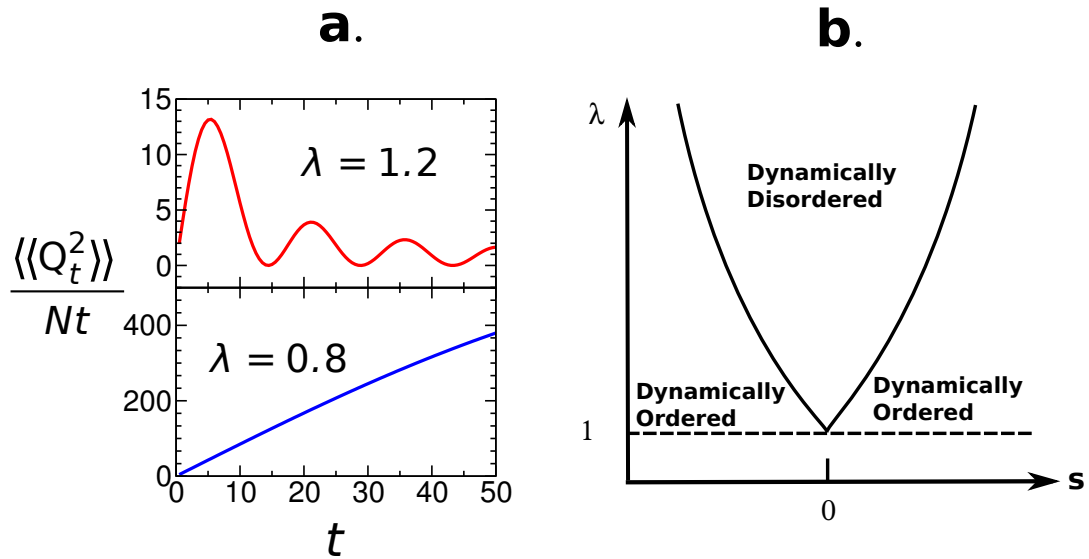 a.
15
10
5
0
λ = 1.2
⟨⟨Q_t^2⟩⟩
Nt
400
200
0
λ = 0.8
0 10 20 30 40 50
t
b.
λ
Dynamically
Disordered
Dynamically
Ordered
Dynamically
Ordered
1
s
0